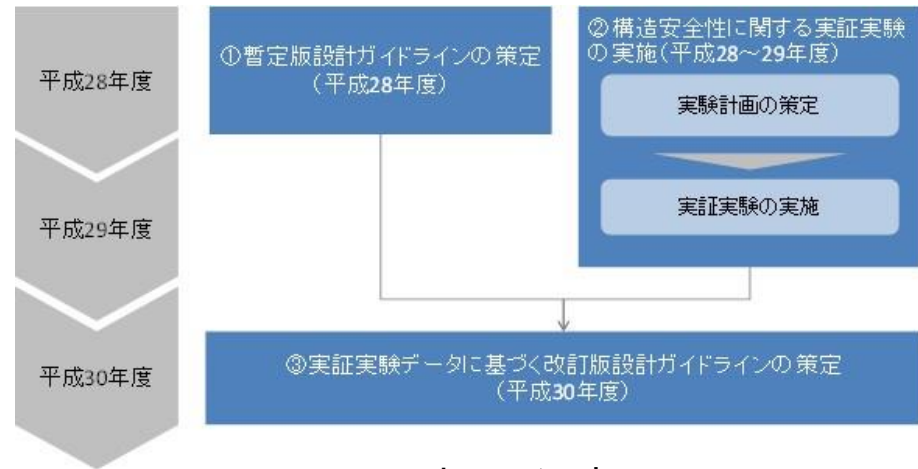 平成28年度
①暫定版設計ガイドラインの策定
(平成28年度)
②構造安全性に関する実証実験
の実施(平成28～29年度)
実験計画の策定
実証実験の実施
平成29年度
平成30年度
③実証実験データに基づく改訂版設計ガイドラインの策定
(平成30年度)